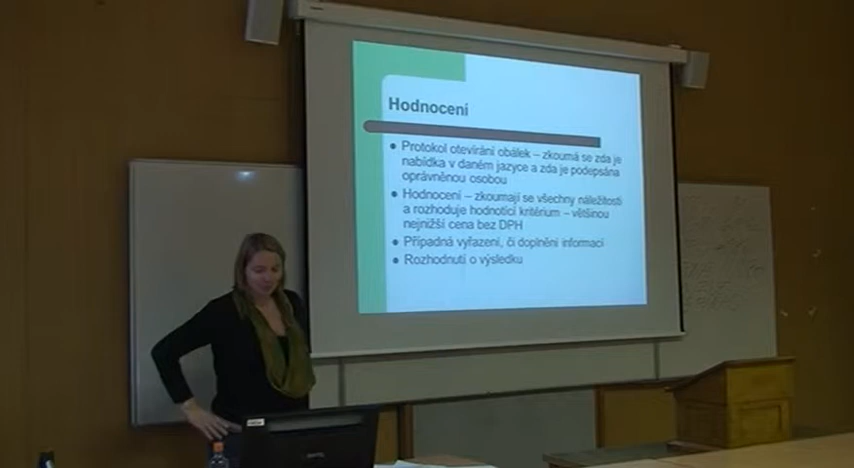 Hodnocení
• Protokol otevírání obálek – zkoumá se zda je
nabídka v daném jazyce a zda je podepsána
oprávněnou osobou
• Hodnocení – zkoumají se všechny náležitosti
a rozhoduje hodnotící kritérium – většinou
nejnižší cena bez DPH
• Případná vyřazení, či doplnění informací
• Rozhodnutí o výsledku